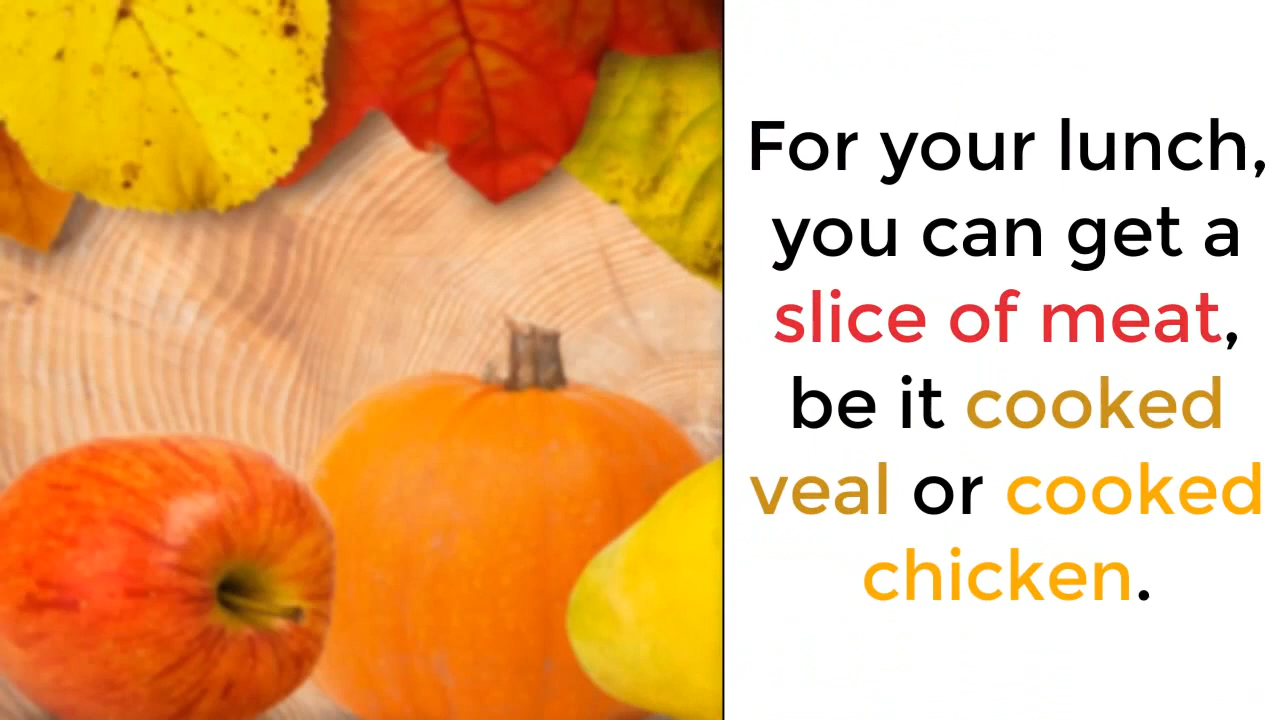 For your lunch,
you can get a
slice of meat,
be it cooked
veal or cooked
chicken.